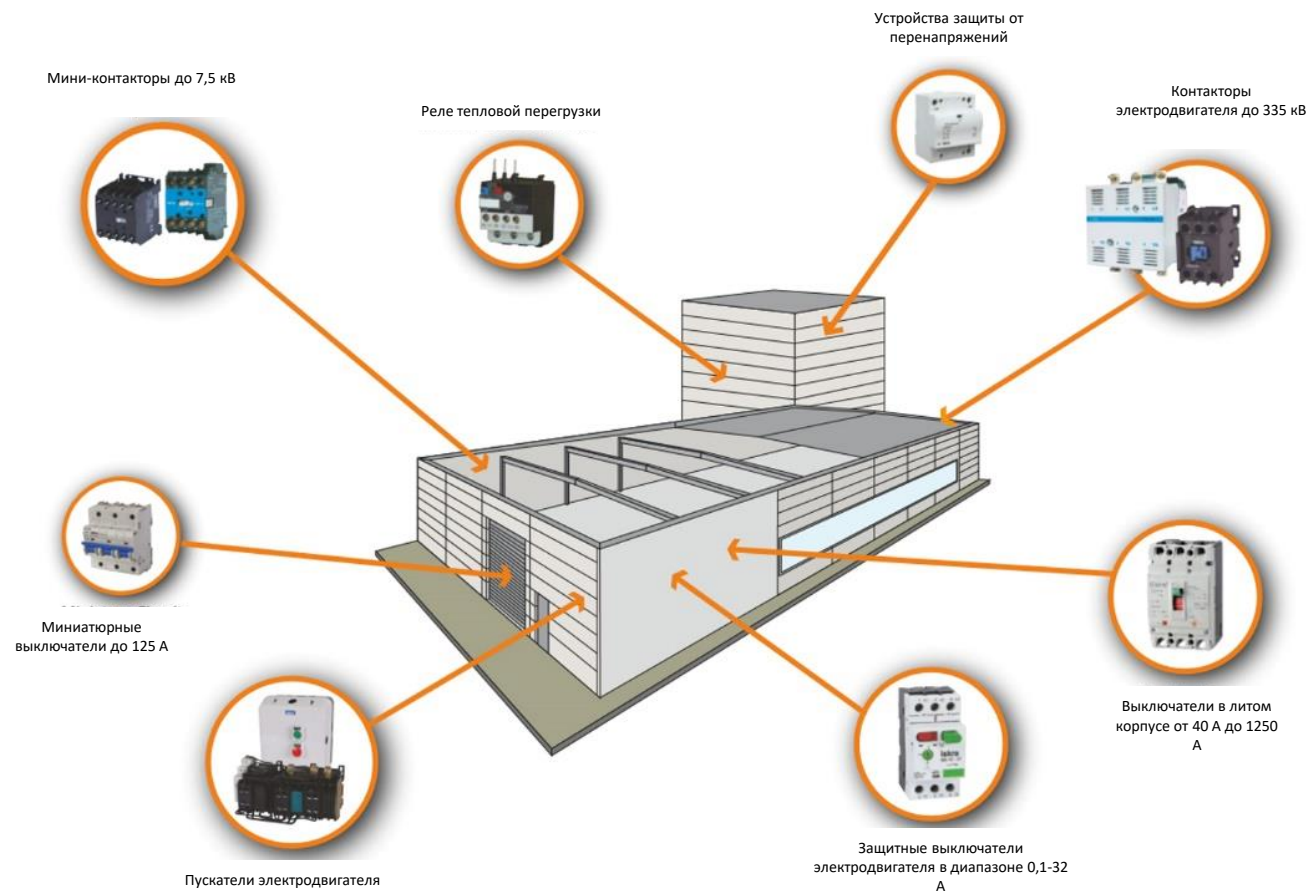 Устройства защиты от
перенапряжений
Мини-контакторы до 7,5 кВ
Реле тепловой перегрузки
Контакторы
электродвигателя до 335 кВ
Миниатюрные
выключатели до 125 А
Выключатели в литом
корпусе от 40 А до 1250
А
iskra
Защитные выключатели
электродвигателя в диапазоне 0,1-32
А
Пускатели электродвигателя